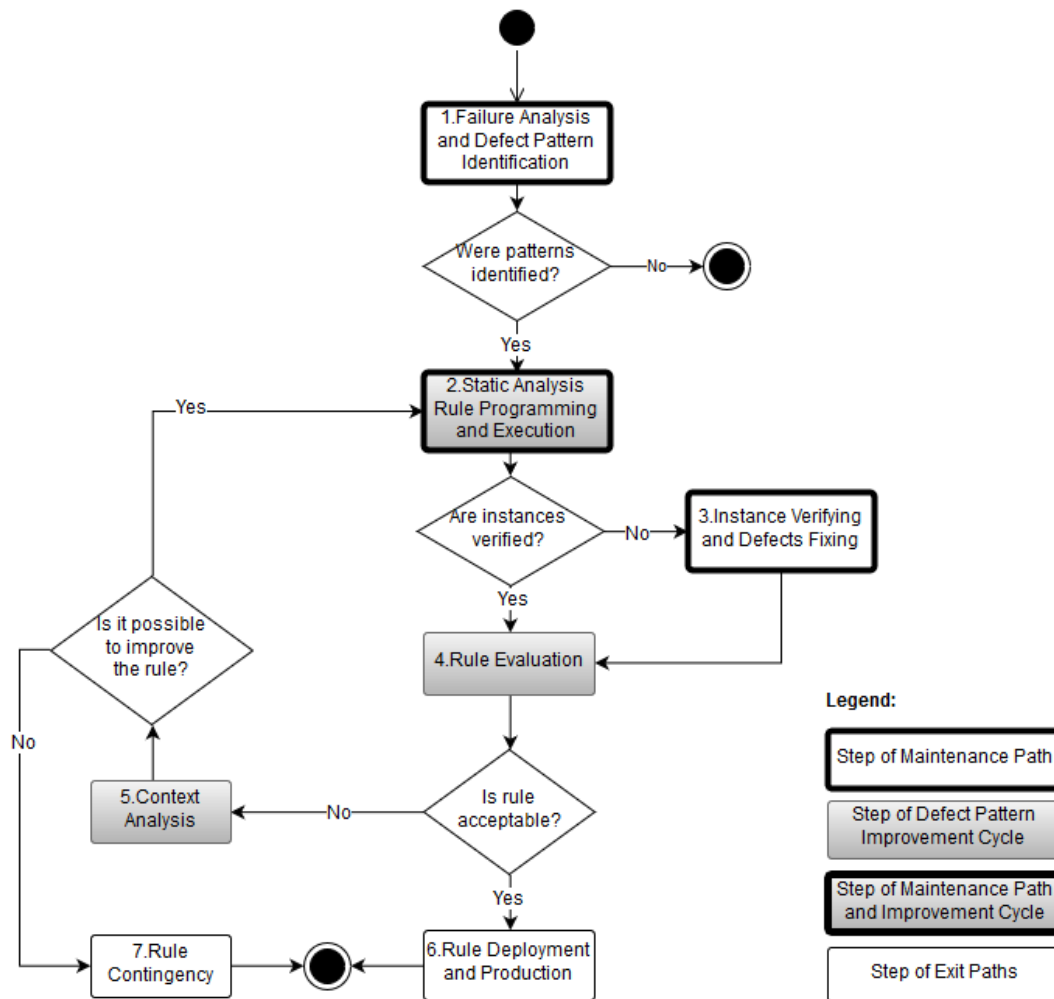 1.Failure Analysis
and Defect Pattern
Identification
Were patterns
identified?
No
Yes
2.Static Analysis
Rule Programming
and Execution
Yes
Are instances
verified?
No
3.Instance Verifying
and Defects Fixing
Yes
Is it possible
to improve
the rule?
4.Rule Evaluation
No
5.Context
Analysis
No
Is rule
acceptable?
Yes
7.Rule
Contingency
6.Rule Deployment
and Production
Legend:
Step of Maintenance Path
Step of Defect Pattern
Improvement Cycle
Step of Maintenance Path
and Improvement Cycle
Step of Exit Paths